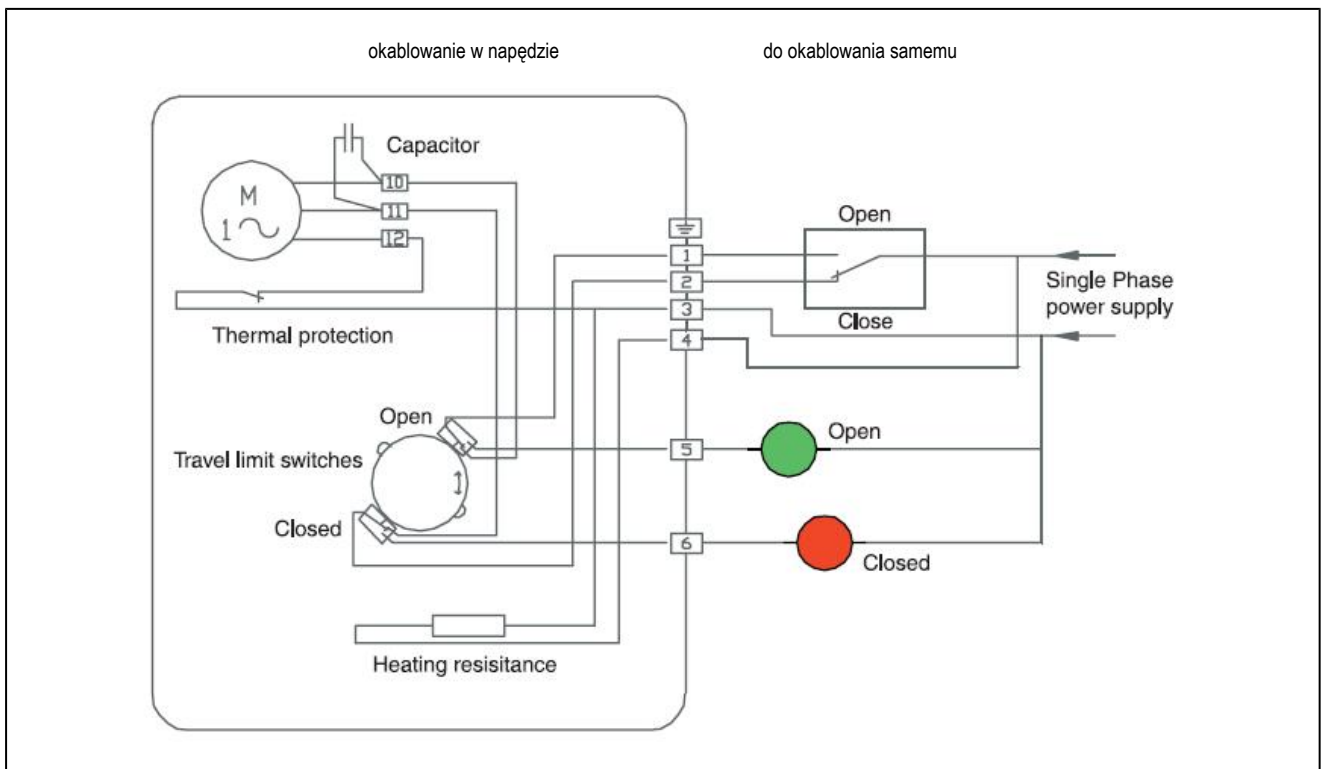 okablowanie w napędzie
do okablowania samemu
Capacitor
M
1
10
11
12
Thermal protection
Open
Travel limit switches
Closed
Heating resisitance
1
2
3
4
5
6
Open
Close
Single Phase
power supply
Open
Closed